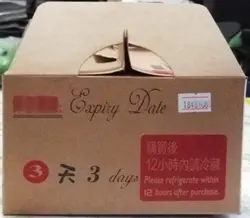 Expiry Date
3 天 3 days
購買後
12小時內請冷藏
Please refrigerate within
12 hours after purchase.